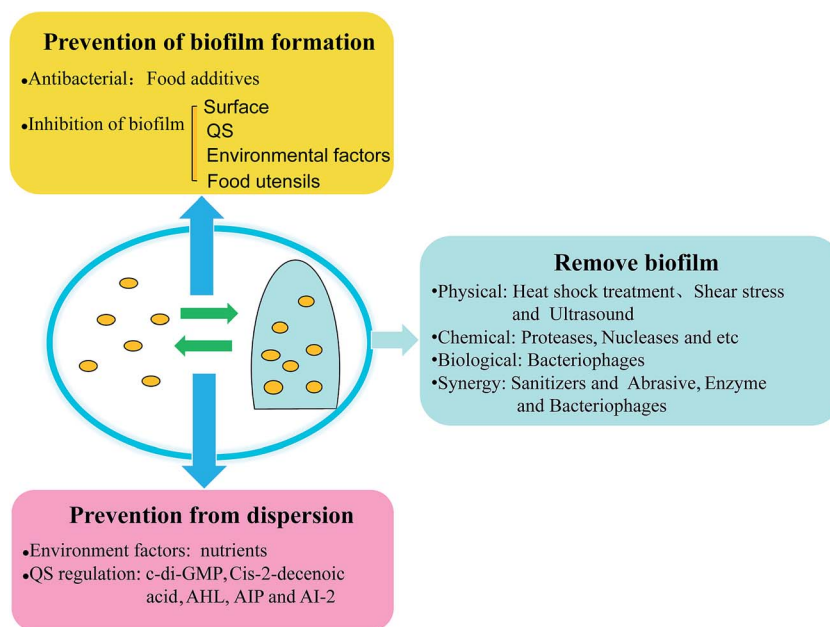 Prevention of biofilm formation
•Antibacterial: Food additives
•Inhibition of biofilm
Surface
QS
Environmental factors
Food utensils
Remove biofilm
•Physical: Heat shock treatment、Shear stress
and Ultrasound
•Chemical: Proteases, Nucleases and etc
•Biological: Bacteriophages
•Synergy: Sanitizers and Abrasive, Enzyme
and Bacteriophages
Prevention from dispersion
•Environment factors: nutrients
•QS regulation: c-di-GMP, Cis-2-decenoic
acid, AHL, AIP and AI-2